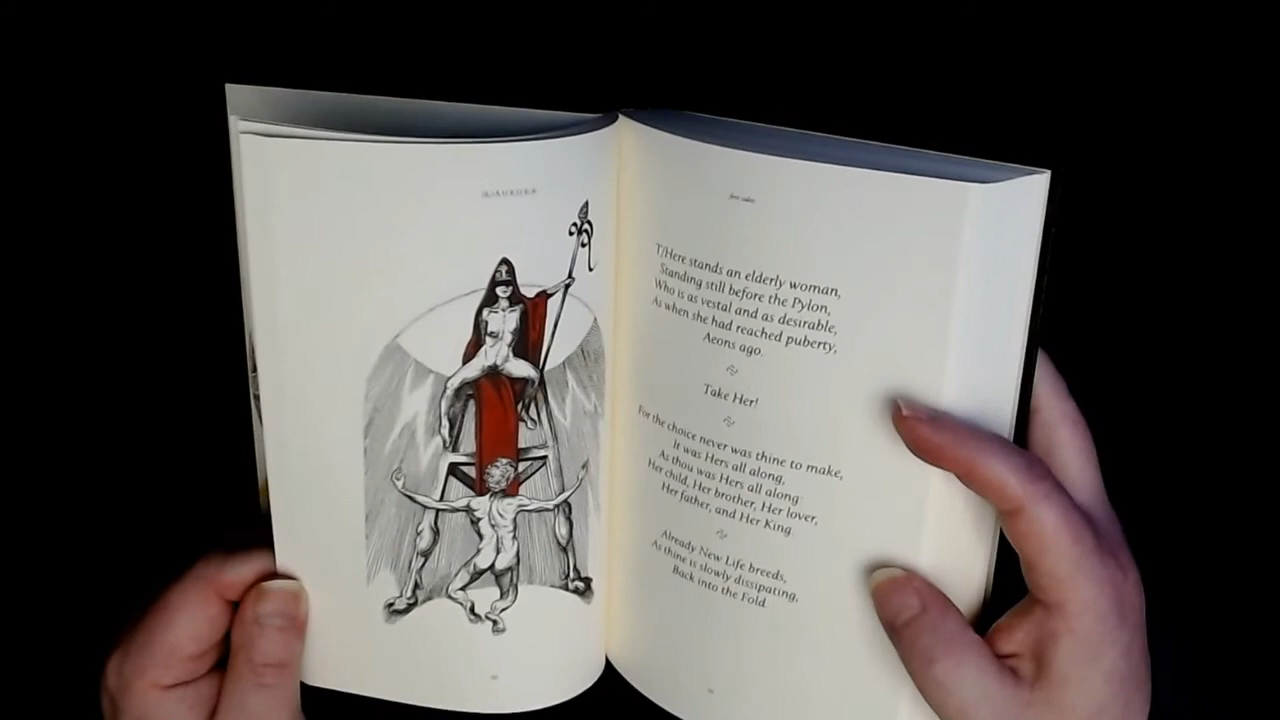 T/Here stands an elderly woman,
Standing still before the Pylon,
Who is as vestal and as desirable,
As when she had reached puberty,
Aeons ago.
Take Her!
For the choice never was thine to make,
It was Hers all along,
As thou was Hers all along:
Her child, Her brother, Her lover,
Her father, and Her King.
Already New Life breeds,
As thine is slowly dissipating,
Back into the Fold.